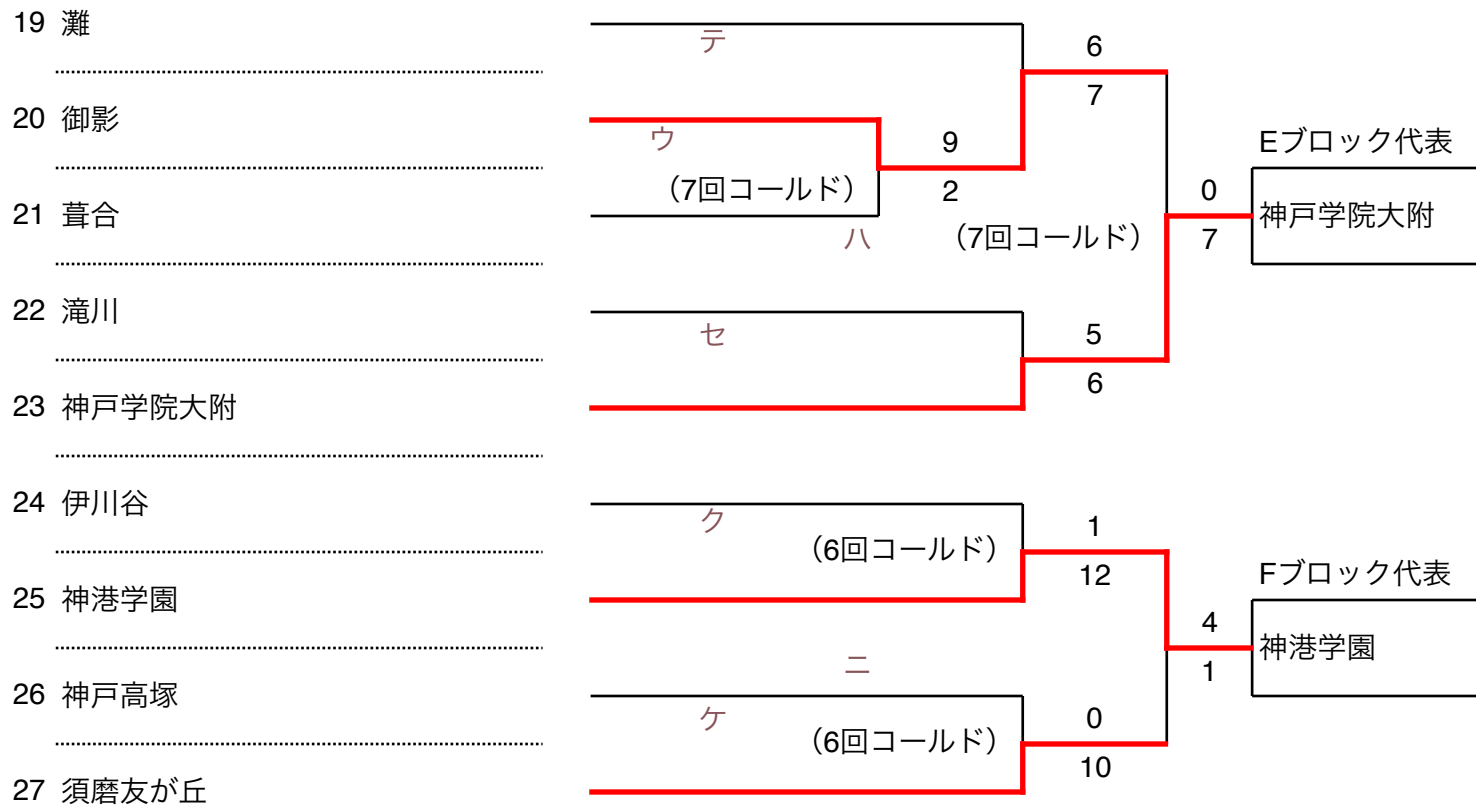 19 灘
テ
6
7
20 御影
ウ
9
2
(7回コールド)
Eブロック代表
神戸学院大附
0
7
(7回コールド)
21 葺合
ハ
22 滝川
セ
5
6
23 神戸学院大附
24 伊川谷
ク
(6回コールド)
1
12
25 神港学園
Fブロック代表
神港学園
4
1
ニ
26 神戸高塚
ケ
(6回コールド)
0
10
27 須磨友が丘